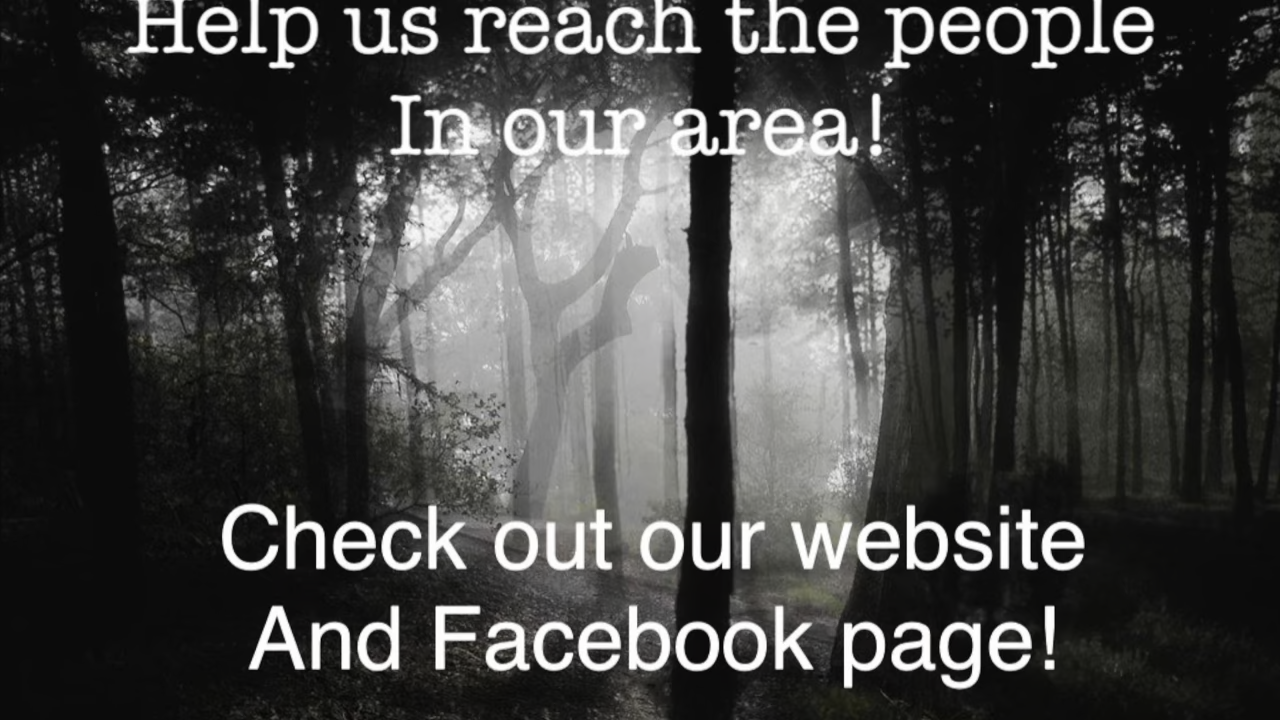 Help us reach the people
In our area!
Check out our website
And Facebook page!